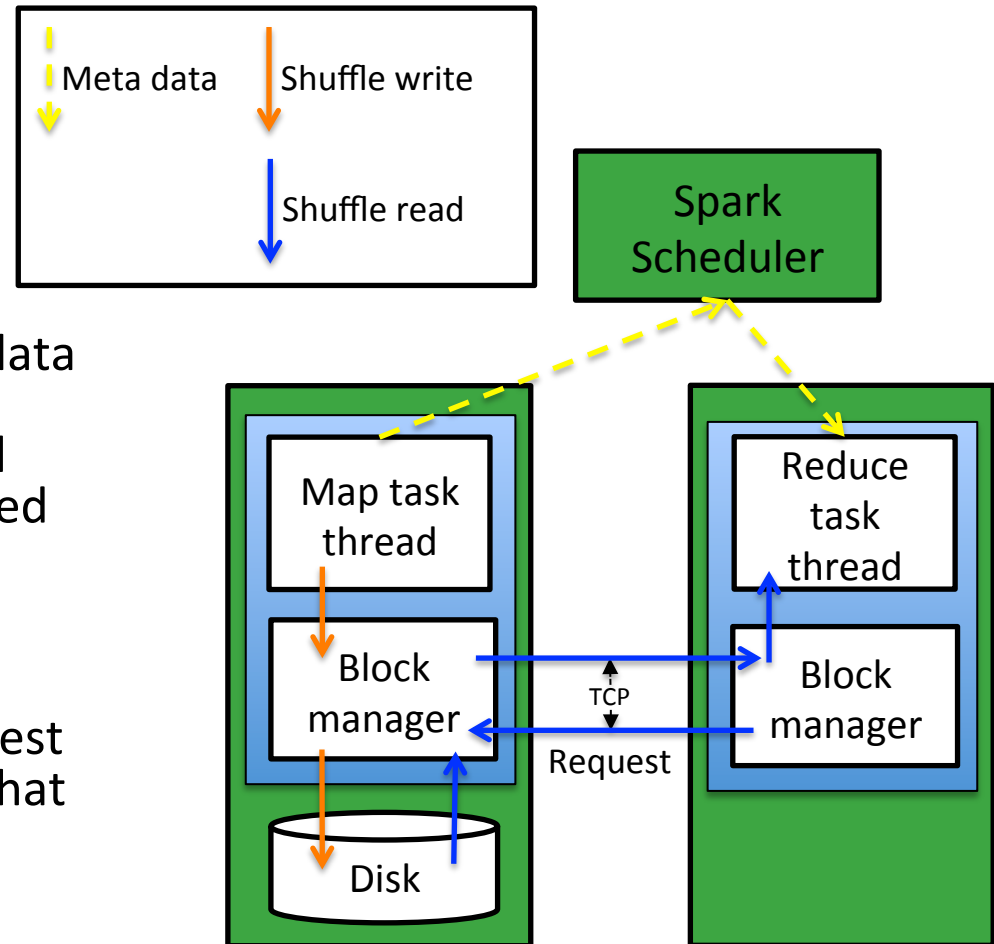 Meta data
Shuffle write
Shuffle read
Spark
Scheduler
data
ed
est
hat
Map task
thread
Reduce
task
thread
Block
manager
TCP
Request
Block
manager
Disk